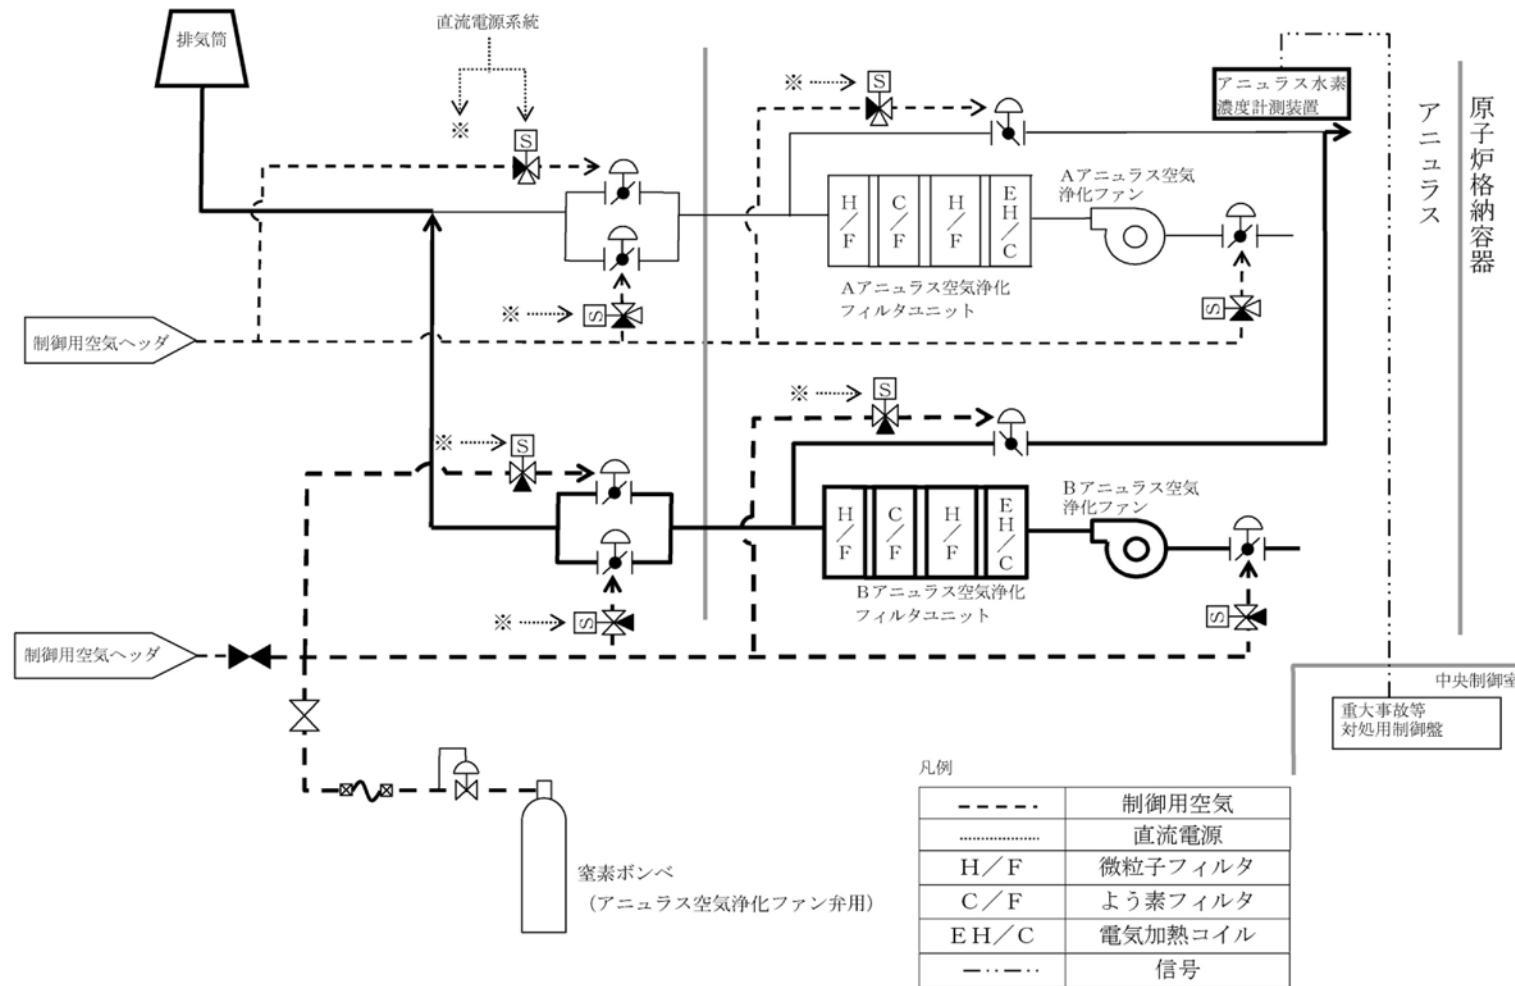 排気筒
直流電源系統
※
S
※
S
アニュラス水素
濃度計測装置
アニュラス
原子炉格納容器
S
Aアニュラス空気
浄化ファン
H/F
C/F
H/F
EH/C
Aアニュラス空気浄化
フィルタユニット
※
S
S
制御用空気ヘッダ
※
S
※
S
Bアニュラス空気
浄化ファン
H/F
C/F
H/F
EH/C
Bアニュラス空気浄化
フィルタユニット
※
S
S
制御用空気ヘッダ
中央制御室
重大事故等
対処用制御盤
窒素ボンベ
(アニュラス空気浄化ファン弁用)
凡例
制御用空気
直流電源
H/F 微粒子フィルタ
C/F よう素フィルタ
EH/C 電気加熱コイル
信号